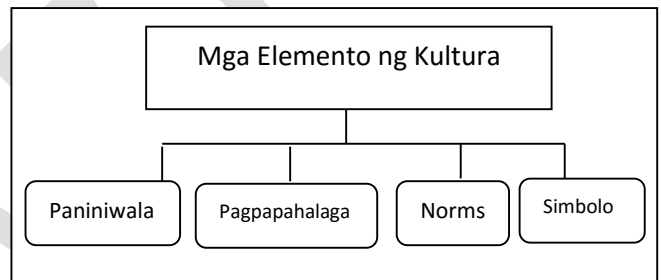 Mga Elemento ng Kultura
Paniniwala
Pagpapahalaga
Norms
Simbolo